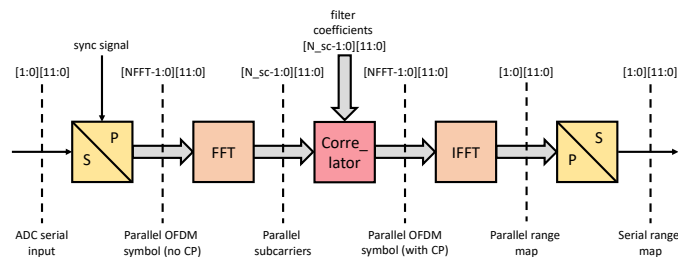 filter
coefficients
[N_sc-1:0][11:0]
sync signal
[1:0][11:0]
[NFFT-1:0][11:0]
[N_sc-1:0][11:0]
[NFFT-1:0][11:0]
[1:0][11:0]
[1:0][11:0]
P
S
FFT
Corre_
lator
IFFT
S
P
ADC serial
input
Parallel OFDM
symbol (no CP)
Parallel
subcarriers
Parallel OFDM
symbol (with CP)
Parallel range
map
Serial range
map